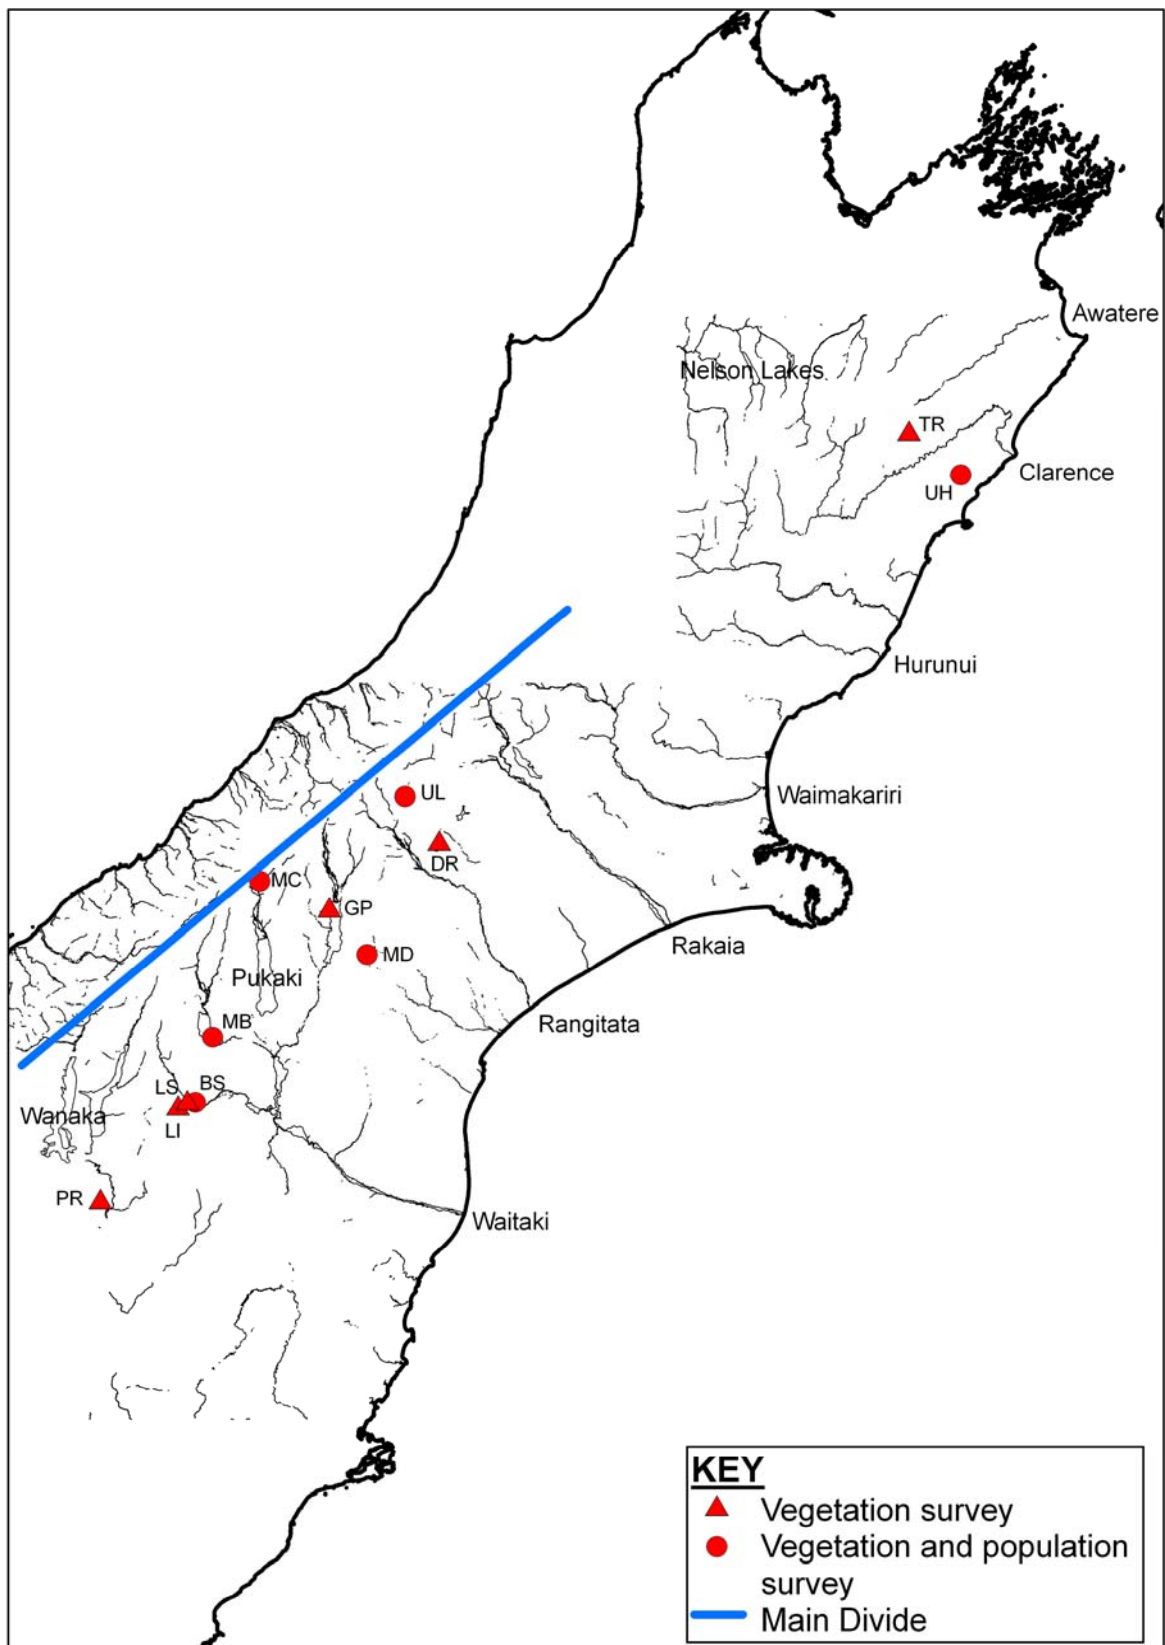 Awatere
Nelson Lakes
TR
Clarence
UH
Hurunui
UL
Waimakariri
DR
MC
GP
Rakaia
MD
Pukaki
MB
Rangitata
LS
BS
Wanaka
LI
PR
Waitaki
KEY
Vegetation survey
Vegetation and population
survey
Main Divide